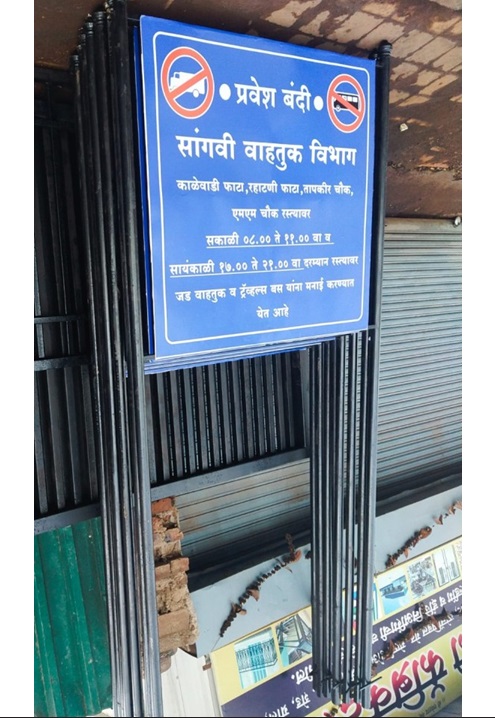 • प्रवेश बंदी •
सांगवी वाहतुक विभाग
काळेवाडी फाटा,रहाटणी फाटा,तापकीर चौक,
एमएम चौक रस्त्यावर
सकाळी ०८.०० ते ११.०० वा व
सायंकाळी १७.०० ते २१.०० वा दरम्यान रस्त्यावर
जड वाहतुक व ट्रॅव्हल्स बस यांना मनाई करण्यात
येत आहे